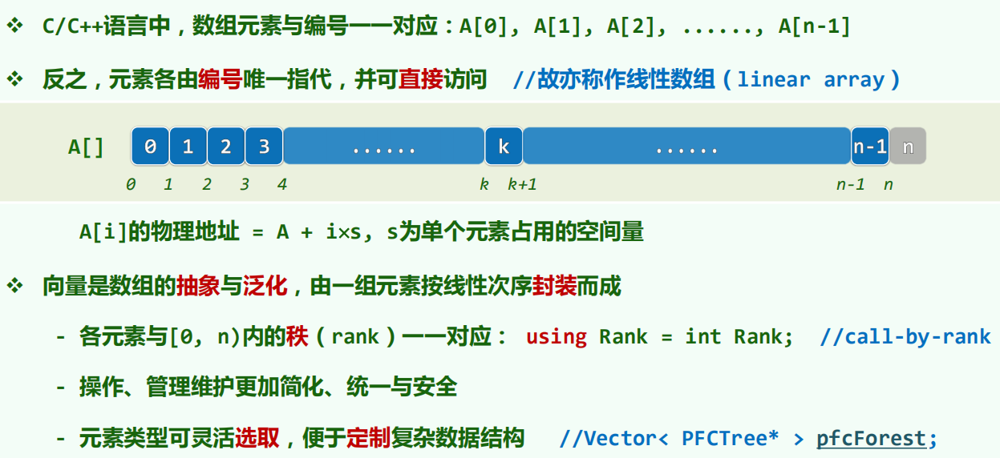 ❖ C/C++语言中，数组元素与编号一一对应：A[0], A[1], A[2], ......, A[n-1]
❖ 反之，元素各由编号唯一指代，并可直接访问 //故亦称作线性数组（linear array）
A[] 0 1 2 3 ...... k ...... n-1 n
0 1 2 3 4 k k+1 n-1 n
A[i]的物理地址 = A + i×s, s为单个元素占用的空间量
❖ 向量是数组的抽象与泛化，由一组元素按线性次序封装而成
- 各元素与[0, n)内的秩（rank）一一对应： using Rank = int Rank; //call-by-rank
- 操作、管理维护更加简化、统一与安全
- 元素类型可灵活选取，便于定制复杂数据结构 //Vector< PFCTree* > pfcForest;